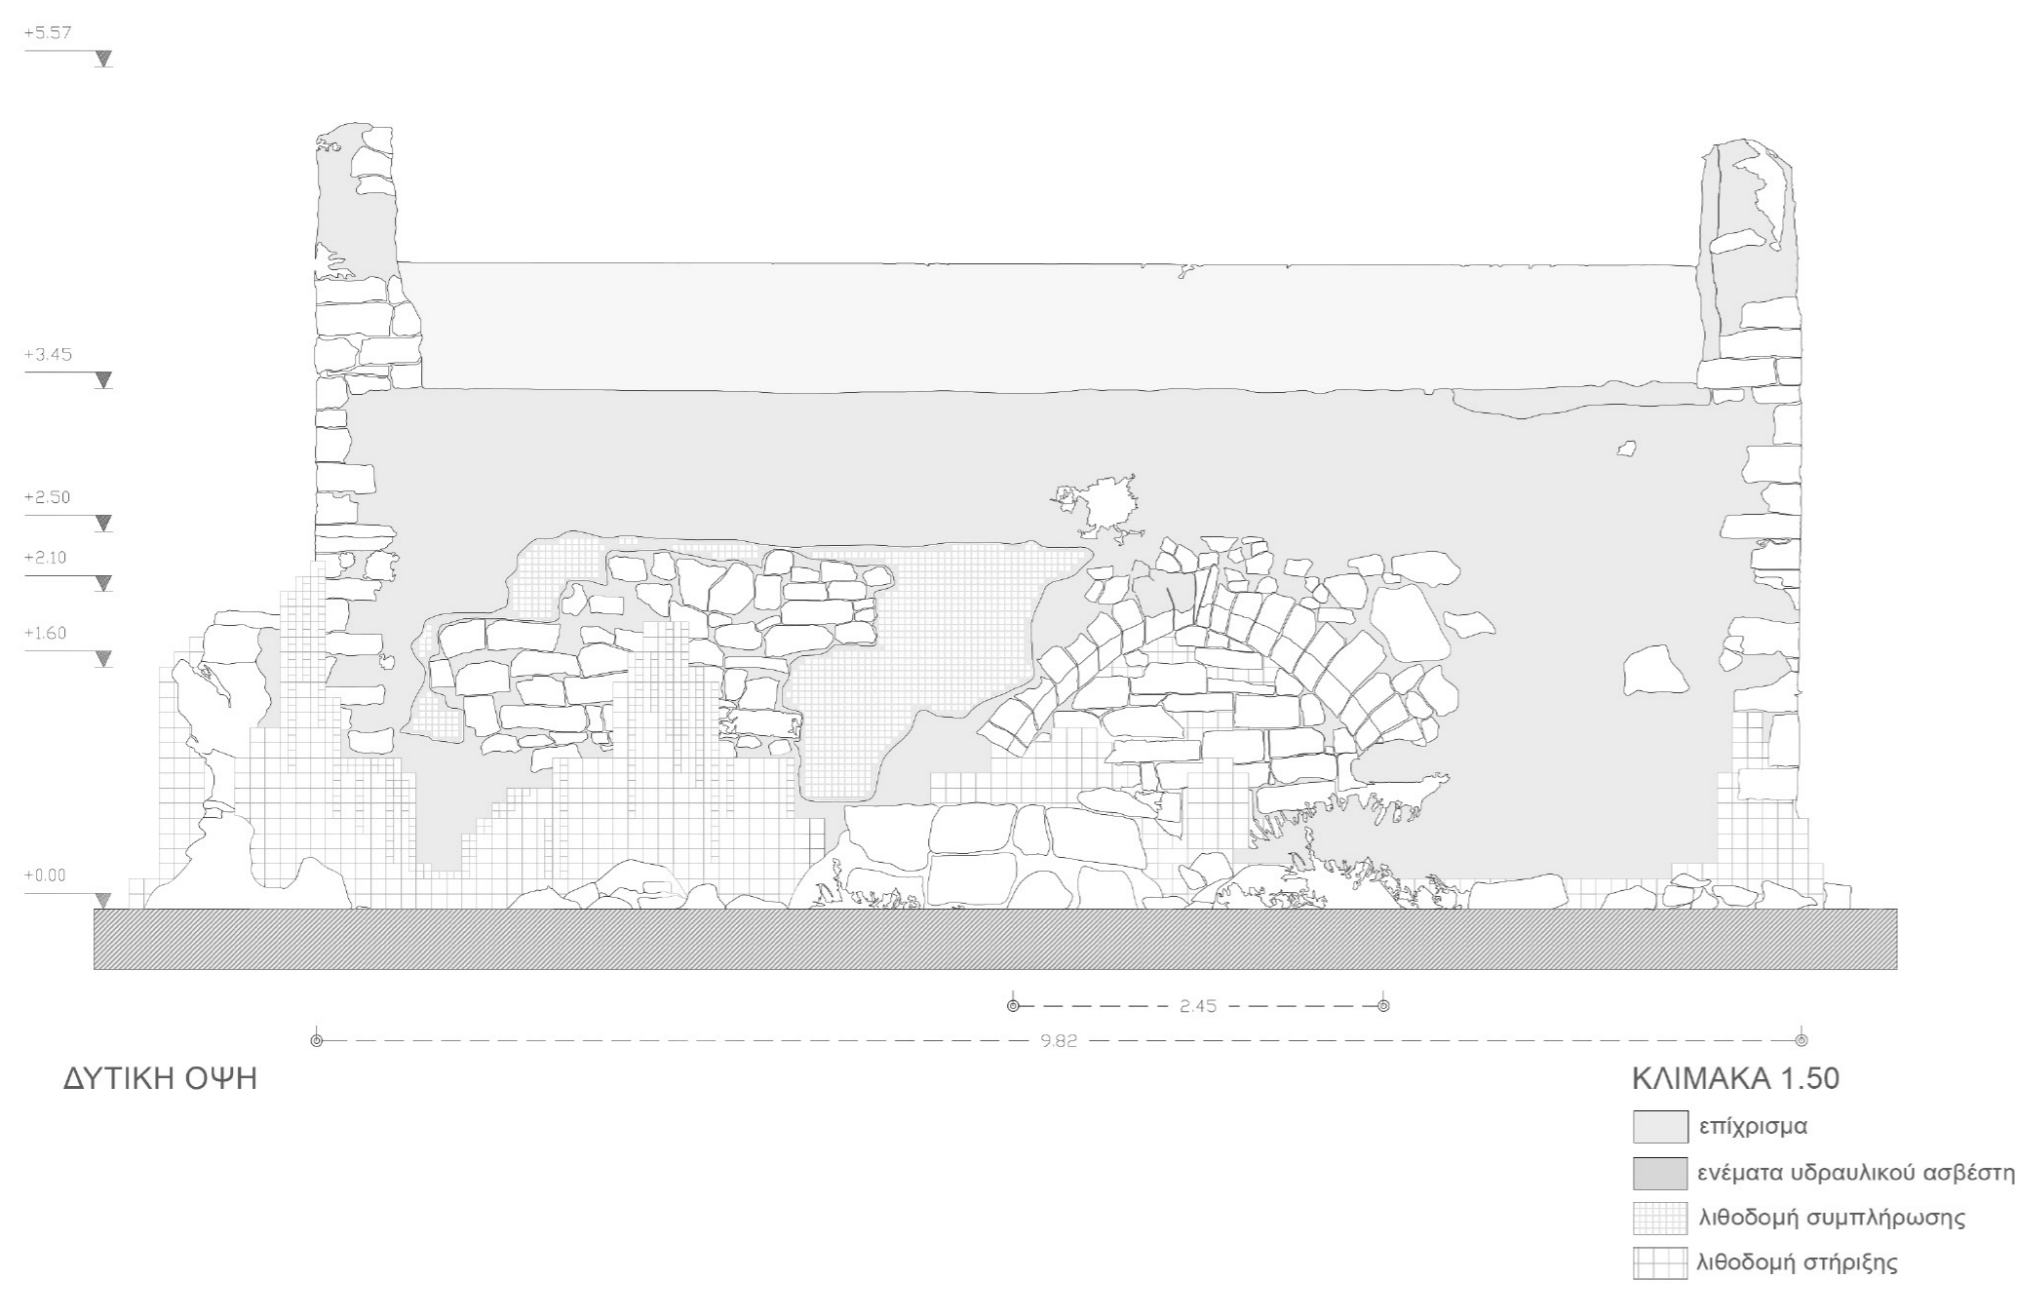 +5.57
+3.45
+2.50
+2.10
+1.60
+0.00
2.45
9.82
ΔΥΤΙΚΗ ΟΨΗ
ΚΛΙΜΑΚΑ 1.50
επίχρισμα
ενέματα υδραυλικού ασβέστη
λιθοδομή συμπλήρωσης
λιθοδομή στήριξης